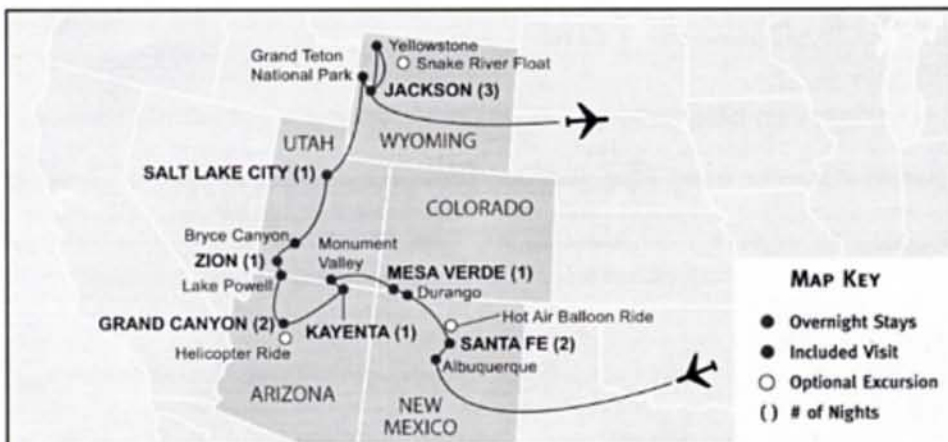 Yellowstone
Grand Teton
National Park
Snake River Float
JACKSON (3)
UTAH
WYOMING
SALT LAKE CITY (1)
COLORADO
Bryce Canyon
Monument
Valley
ZION (1)
MESA VERDE (1)
Lake Powell
Durango
Hot Air Balloon Ride
GRAND CANYON (2)
KAYENTA (1)
SANTA FE (2)
Helicopter Ride
Albuquerque
ARIZONA
NEW
MEXICO
MAP KEY
Overnight Stays
Included Visit
Optional Excursion
( ) # of Nights